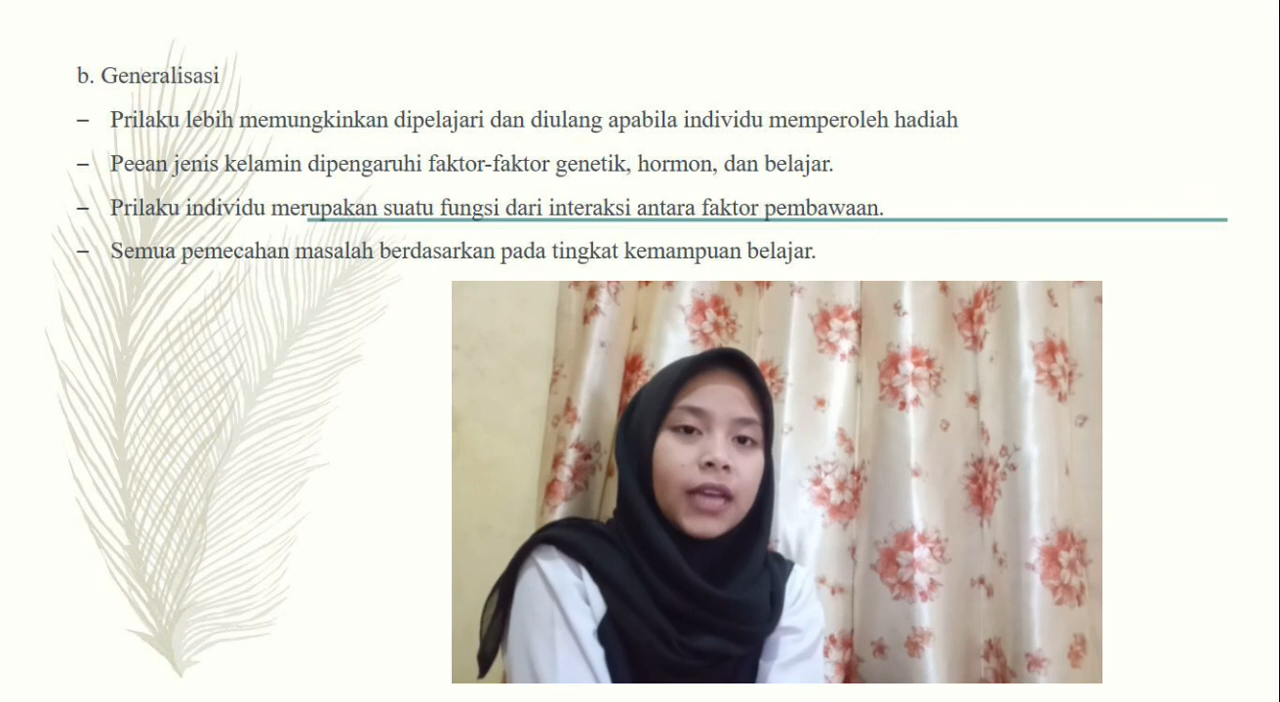 b. Generalisasi
– Prilaku lebih memungkinkan dipelajari dan diulang apabila individu memperoleh hadiah
– Peean jenis kelamin dipengaruhi faktor-faktor genetik, hormon, dan belajar.
– Prilaku individu merupakan suatu fungsi dari interaksi antara faktor pembawaan.
– Semua pemecahan masalah berdasarkan pada tingkat kemampuan belajar.